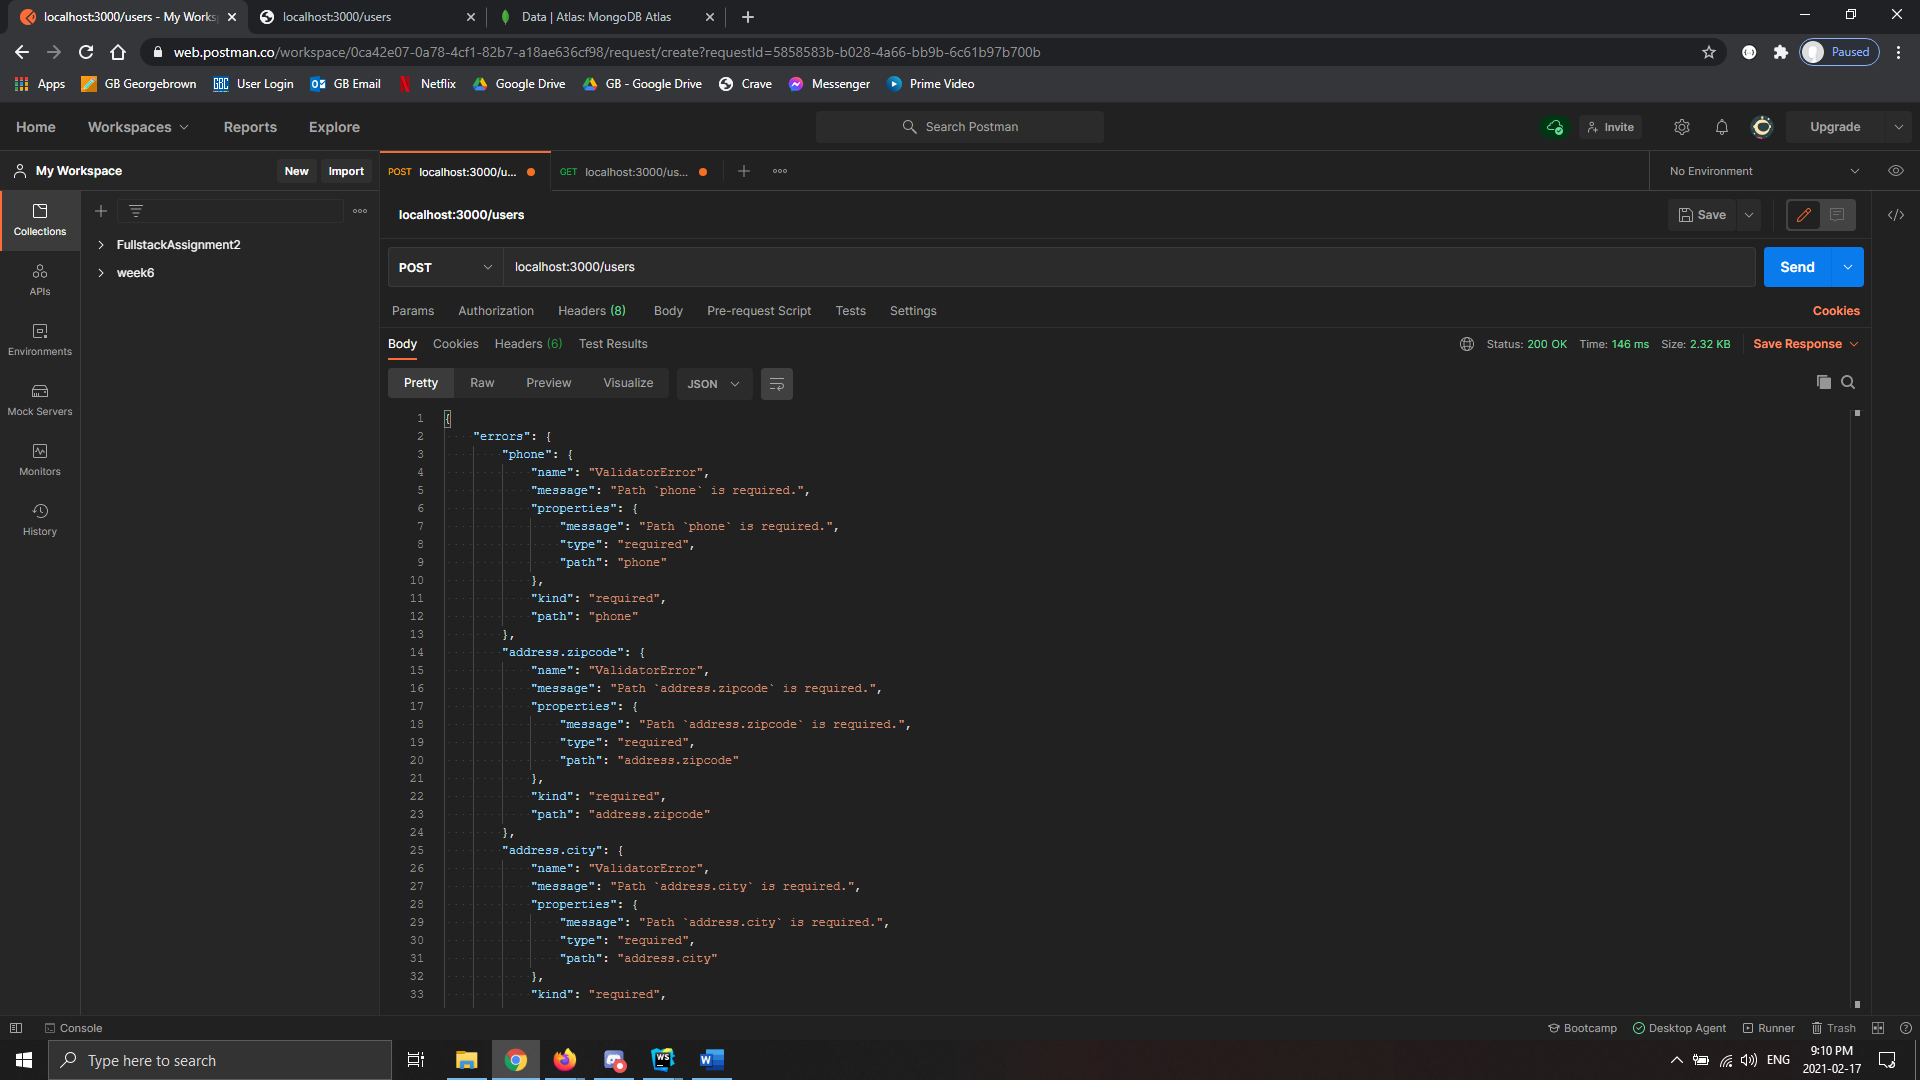 localhost:3000/users - My Works
localhost:3000/users
Data | Atlas: MongoDB Atlas
web.postman.co/workspace/0ca42e07-0a78-4cf1-82b7-a18ae636cf98/request/create?requestId=5858583b-b028-4a66-bb9b-6c61b97b700b
Paused
Apps
GB Georgebrown
User Login
GB Email
Netflix
Google Drive
GB - Google Drive
Crave
Messenger
Prime Video
Home
Workspaces
Reports
Explore
Search Postman
Invite
Upgrade
My Workspace
New
Import
POST localhost:3000/u...
GET localhost:3000/us...
No Environment
Collections
APIs
Environments
Mock Servers
Monitors
History
FullstackAssignment2
week6
localhost:3000/users
Save
POST
localhost:3000/users
Send
Params
Authorization
Headers (8)
Body
Pre-request Script
Tests
Settings
Cookies
Body
Cookies
Headers (6)
Test Results
Status: 200 OK
Time: 146 ms
Size: 2.32 KB
Save Response
Pretty
Raw
Preview
Visualize
JSON
1 {
2 "errors": {
3 "phone": {
4 "name": "ValidatorError",
5 "message": "Path `phone` is required.",
6 "properties": {
7 "message": "Path `phone` is required.",
8 "type": "required",
9 "path": "phone"
10 },
11 "kind": "required",
12 "path": "phone"
13 },
14 "address.zipcode": {
15 "name": "ValidatorError",
16 "message": "Path `address.zipcode` is required.",
17 "properties": {
18 "message": "Path `address.zipcode` is required.",
19 "type": "required",
20 "path": "address.zipcode"
21 },
22 "kind": "required",
23 "path": "address.zipcode"
24 },
25 "address.city": {
26 "name": "ValidatorError",
27 "message": "Path `address.city` is required.",
28 "properties": {
29 "message": "Path `address.city` is required.",
30 "type": "required",
31 "path": "address.city"
32 },
33 "kind": "required",
Console
Bootcamp
Desktop Agent
Runner
Trash
Type here to search
ENG
9:10 PM
2021-02-17